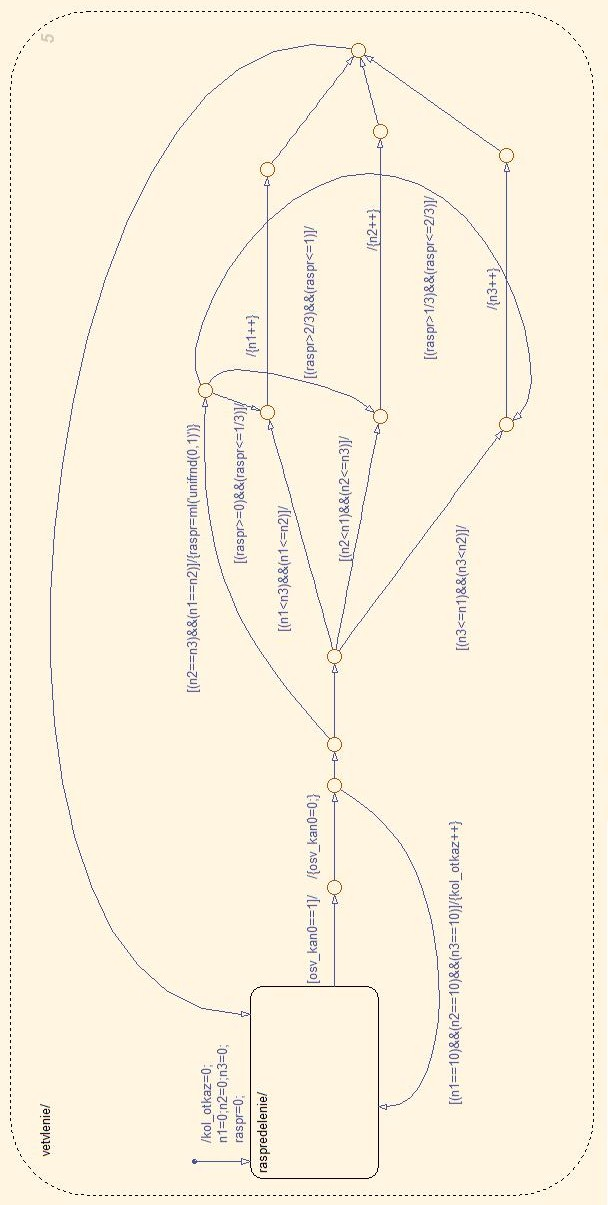 vetvlenie/
5
/kol_otkaz=0;
n1=0;n2=0;n3=0;
raspr=0;
raspredelenie/
[osv_kan0==1]/
/{osv_kan0=0;}
[(n1==10)&&(n2==10)&&(n3==10)]/{kol_otkaz++}
[(n2==n3)&&(n1==n2)]/{raspr=ml('unifrnd(0,1)')}
[(raspr>=0)&&(raspr<=1/3)]/
[(n1<n3)&&(n1<=n2)]/
[(n2<n1)&&(n2<=n3)]/
[(n3<=n1)&&(n3<n2)]/
/{n1++}
[(raspr>2/3)&&(raspr<=1)]/
/{n2++}
[(raspr>1/3)&&(raspr<=2/3)]/
/{n3++}